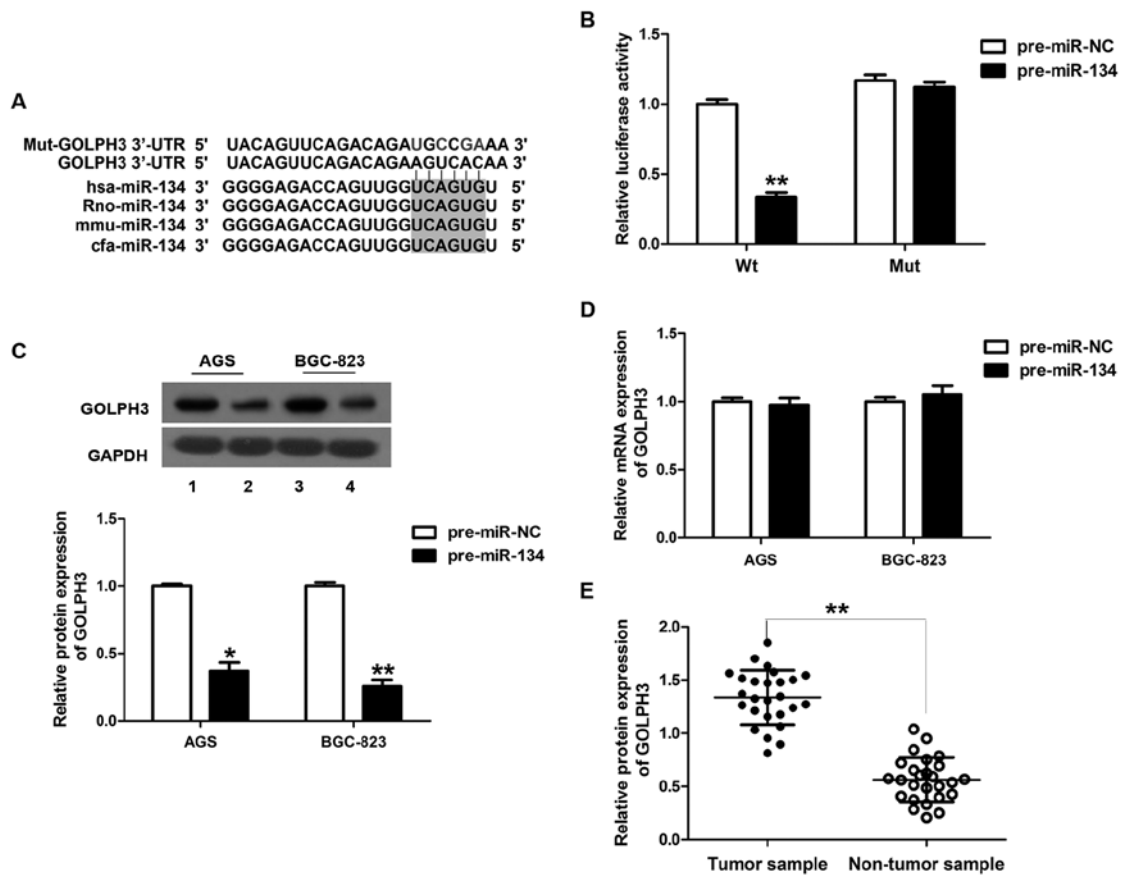 A
Mut-GOLPH3 3'-UTR 5' UACAGUUCAGACAGAUGCCGAAA 3'
GOLPH3 3'-UTR 5' UACAGUUCAGACAGAAGUCACAA 3'
hsa-miR-134 3' GGGGAGACCAGUUGGUCAGUGU 5'
Rno-miR-134 3' GGGGAGACCAGUUGGUCAGUGU 5'
mmu-miR-134 3' GGGGAGACCAGUUGGUCAGUGU 5'
cfa-miR-134 3' GGGGAGACCAGUUGGUCAGUGU 5'
B
Relative luciferase activity
1.5
1.0
0.5
0.0
**
Wt Mut
pre-miR-NC
pre-miR-134
C
AGS BGC-823
GOLPH3
GAPDH
1 2 3 4
Relative protein expression
of GOLPH3
1.5
1.0
0.5
0.0
*
**
AGS BGC-823
pre-miR-NC
pre-miR-134
D
Relative mRNA expression
of GOLPH3
1.5
1.0
0.5
0.0
AGS BGC-823
pre-miR-NC
pre-miR-134
E
Relative protein expression
of GOLPH3
2.0
1.5
1.0
0.5
0.0
**
Tumor sample Non-tumor sample